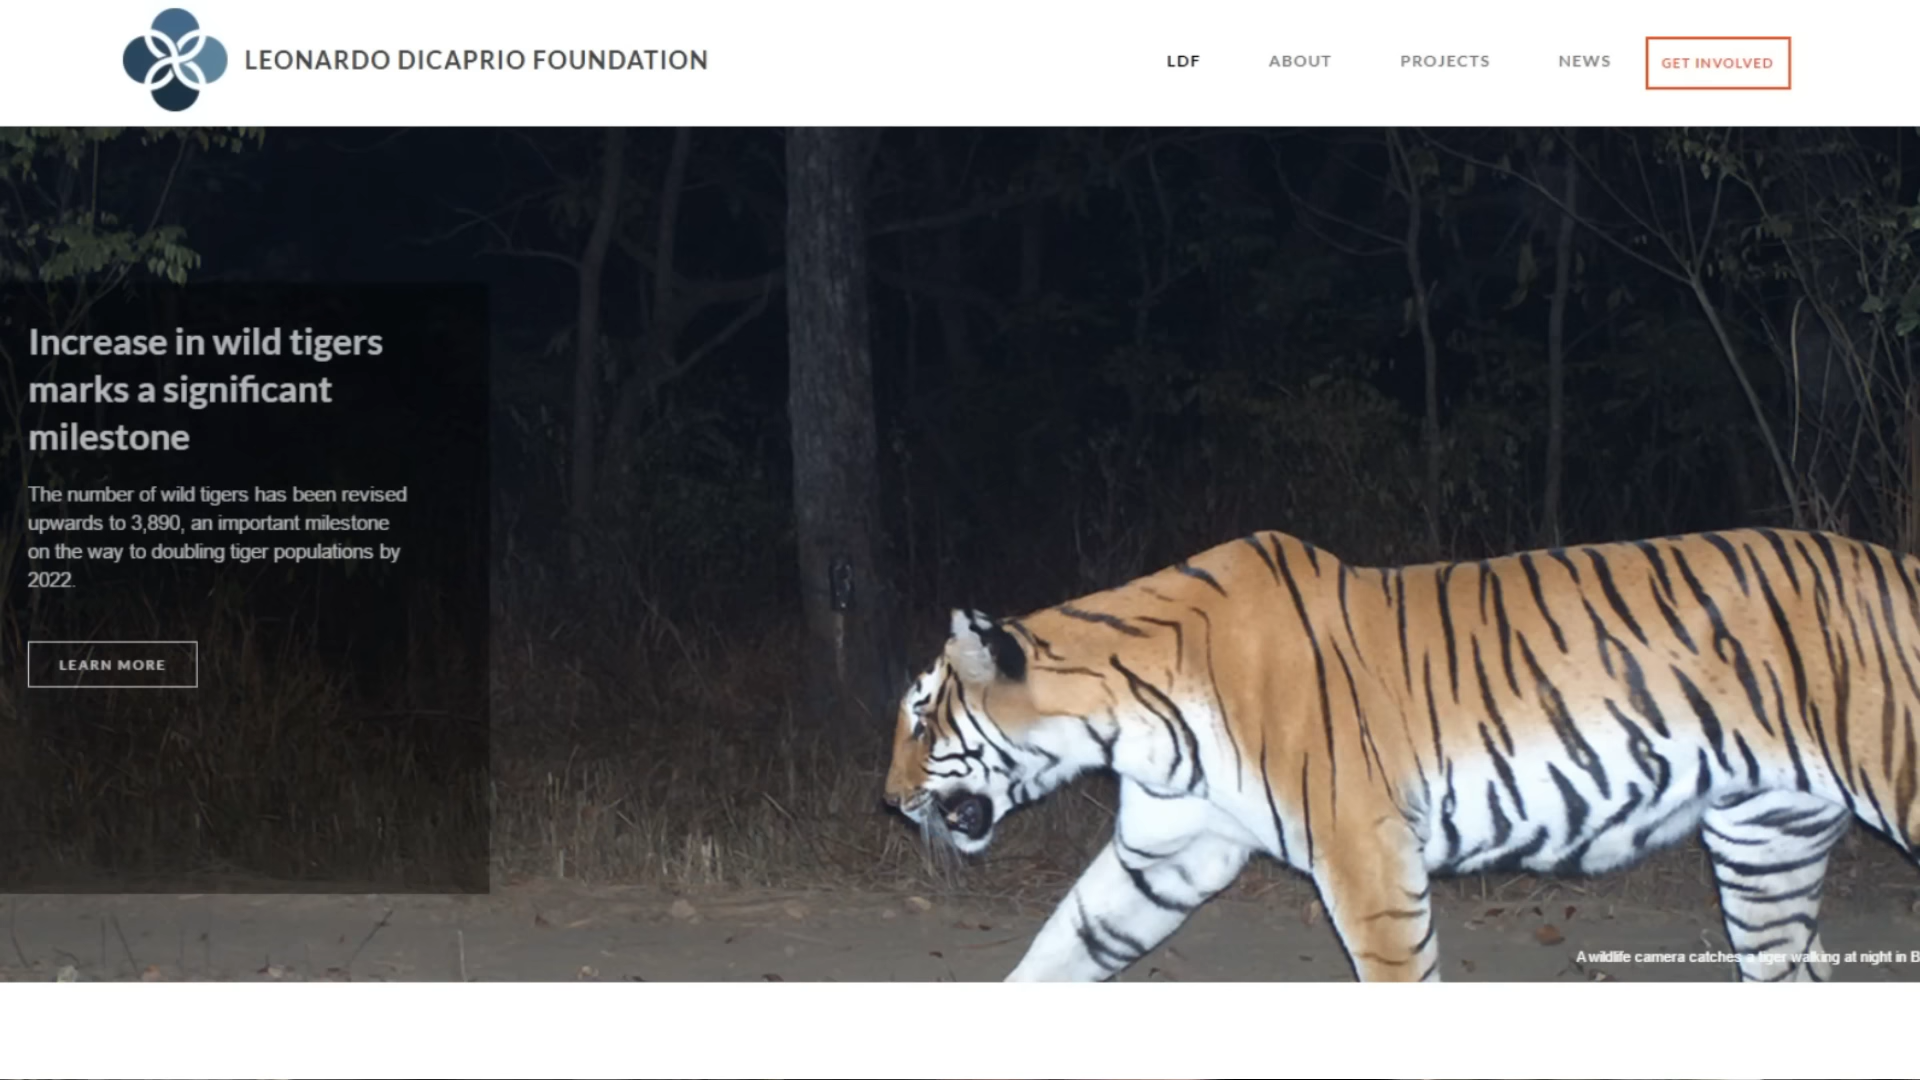 LEONARDO DICAPRIO FOUNDATION
LDF
ABOUT
PROJECTS
NEWS
GET INVOLVED
Increase in wild tigers
marks a significant
milestone
The number of wild tigers has been revised
upwards to 3,890, an important milestone
on the way to doubling tiger populations by
2022.
LEARN MORE
A wildlife camera catches a tiger walking at night in B